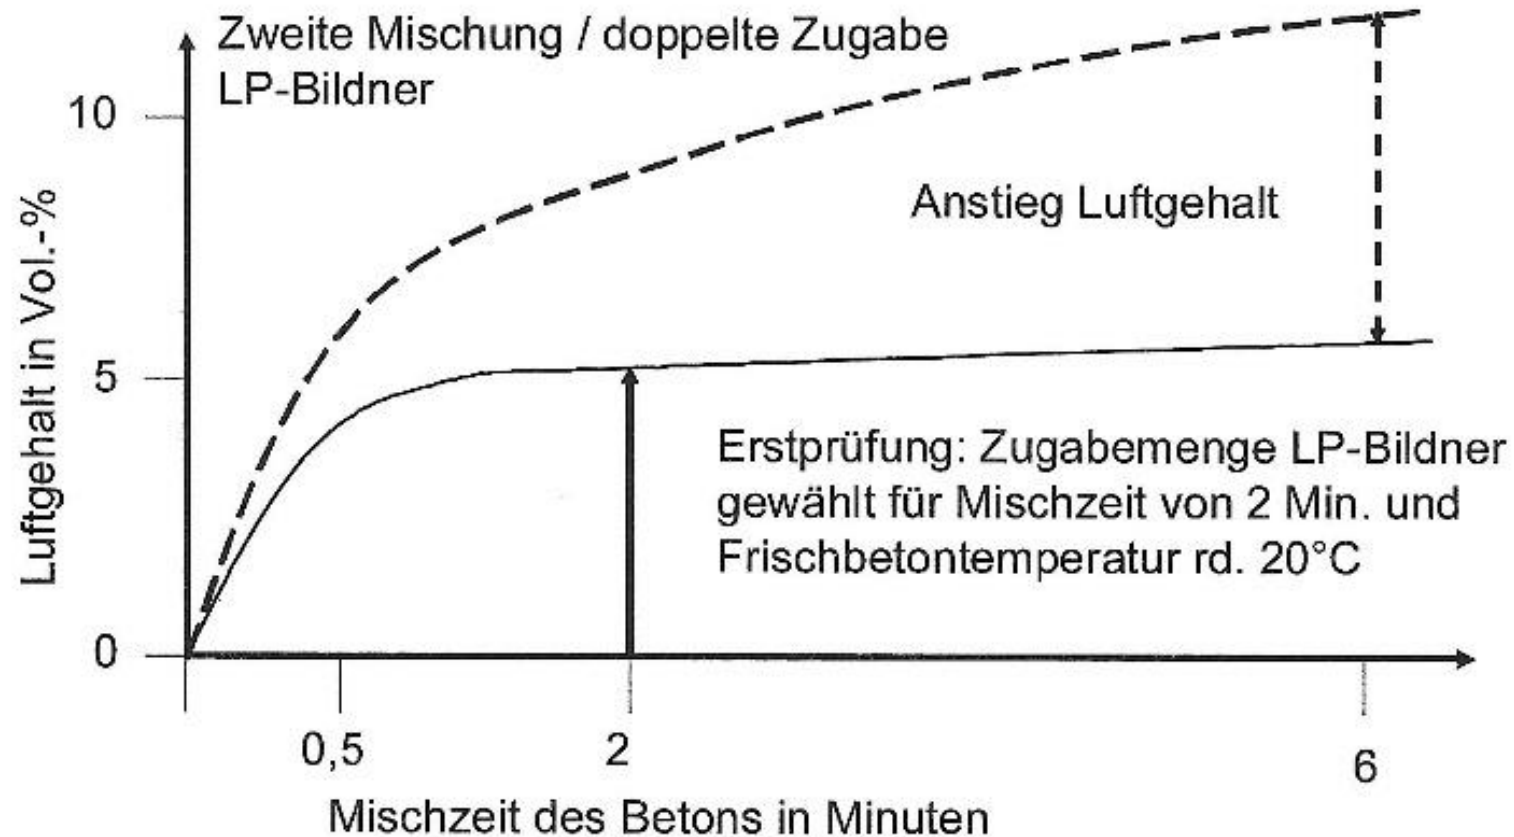 Zweite Mischung / doppelte Zugabe
LP-Bildner
10
Anstieg Luftgehalt
Luftgehalt in Vol.-%
5
Erstprüfung: Zugabemenge LP-Bildner
gewählt für Mischzeit von 2 Min. und
Frischbetontemperatur rd. 20°C
0
0,5
2
6
Mischzeit des Betons in Minuten